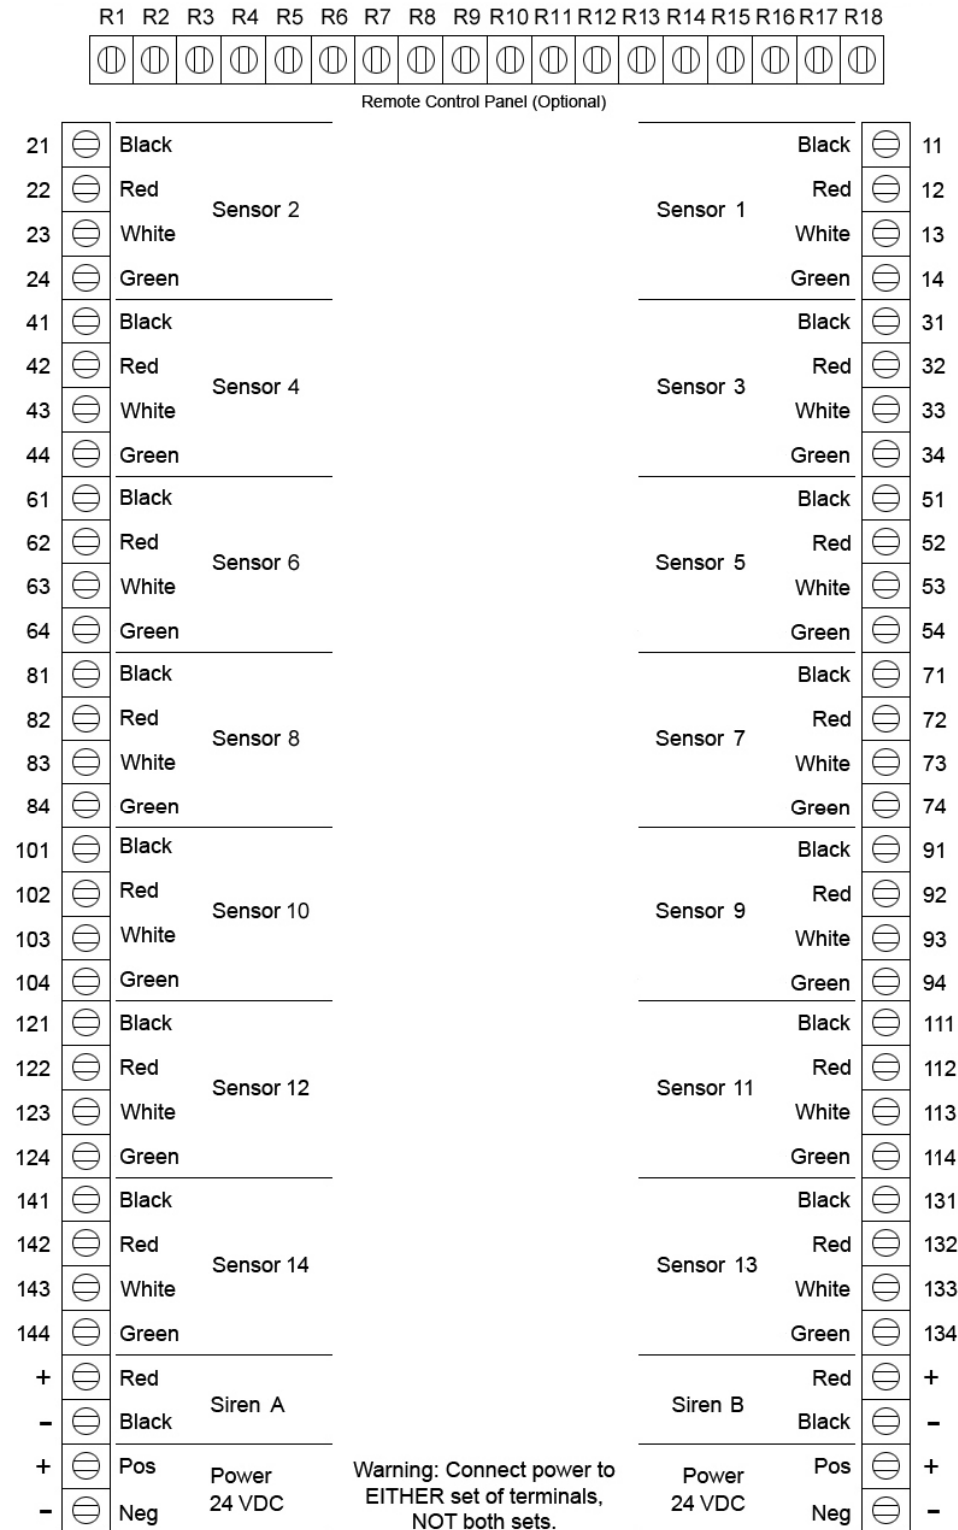 R1 R2 R3 R4 R5 R6 R7 R8 R9 R10 R11 R12 R13 R14 R15 R16 R17 R18
Remote Control Panel (Optional)
21 Black Black 11
22 Red Red 12
Sensor 2 Sensor 1
23 White White 13
24 Green Green 14
41 Black Black 31
42 Red Red 32
Sensor 4 Sensor 3
43 White White 33
44 Green Green 34
61 Black Black 51
62 Red Red 52
Sensor 6 Sensor 5
63 White White 53
64 Green Green 54
81 Black Black 71
82 Red Red 72
Sensor 8 Sensor 7
83 White White 73
84 Green Green 74
101 Black Black 91
102 Red Red 92
Sensor 10 Sensor 9
103 White White 93
104 Green Green 94
121 Black Black 111
122 Red Red 112
Sensor 12 Sensor 11
123 White White 113
124 Green Green 114
141 Black Black 131
142 Red Red 132
Sensor 14 Sensor 13
143 White White 133
144 Green Green 134
+ Red Red +
Siren A Siren B
- Black Black -
+ Pos Pos +
Power 24 VDC
Warning: Connect power to
EITHER set of terminals,
NOT both sets.
Power 24 VDC
- Neg Neg -